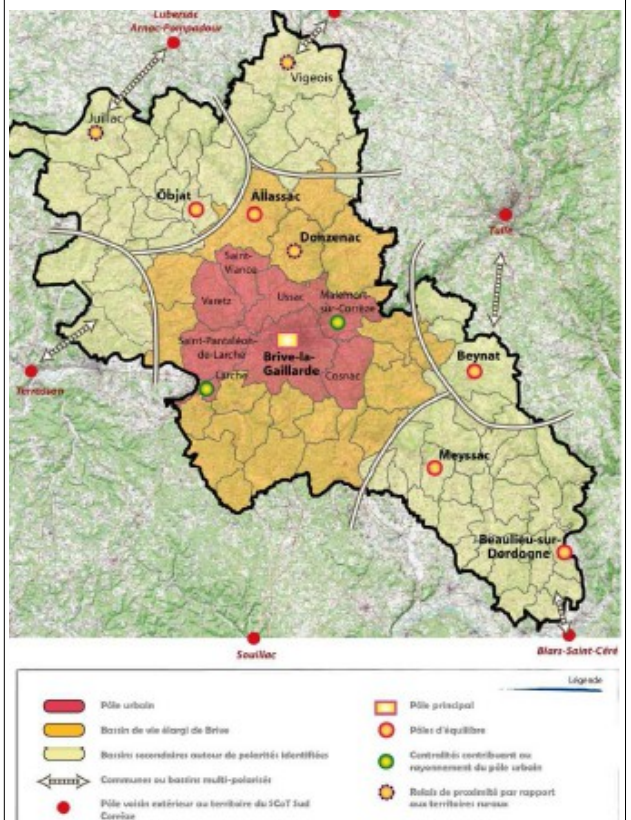 Lubersac
Arnac-Pompadour
Vigeois
Juillac
Objat
Allassac
Tulle
Donzenac
Saint-
Viance
Varetz
Ussac
Malemort-
sur-Corrèze
Saint-Pantaléon-
de-Larche
Brive-la-
Gaillarde
Beynat
Larche
Cosnac
Terrasson
Meyssac
Beaulieu-sur-
Dordogne
Souillac
Biars-Saint-Céré
Légende
Pôle urbain
Bassin de vie élargi de Brive
Bassins secondaires autour de polarités identifiées
Communes ou bassins multi-polarisés
Pôle voisin extérieur au territoire du SCoT Sud
Corrèze
Pôle principal
Pôles d'équilibre
Centralités contribuant au
rayonnement du pôle urbain
Relais de proximité par rapport
aux territoires ruraux